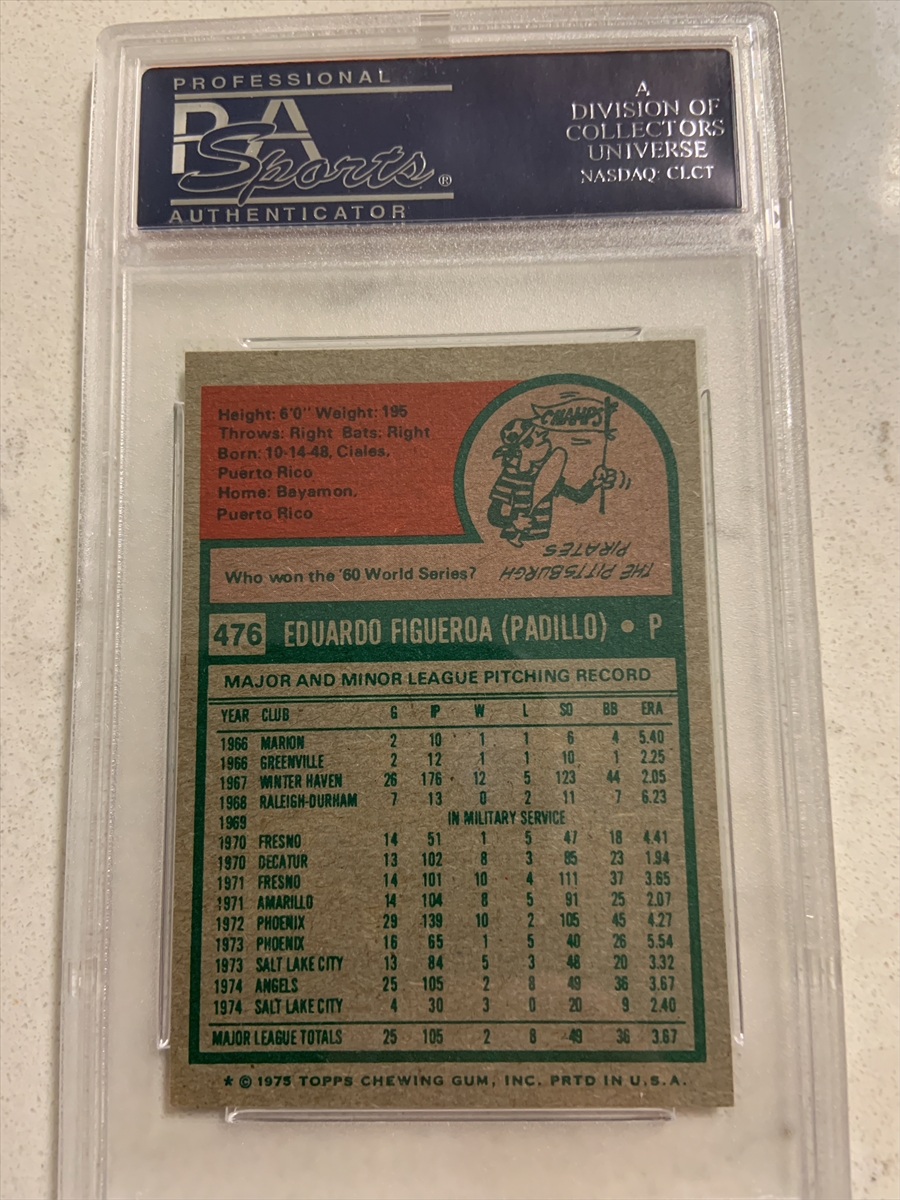 PROFESSIONAL
PSA
Sports®
AUTHENTICATOR
A
DIVISION OF
COLLECTORS
UNIVERSE
NASDAQ: CLCT
Height: 6'0" Weight: 195
Throws: Right Bats: Right
Born: 10-14-48, Ciales,
Puerto Rico
Home: Bayamon,
Puerto Rico
CHAMPS
Who won the '60 World Series?
THE PITTSBURGH
PIRATES
476 EDUARDO FIGUEROA (PADILLO) • P
MAJOR AND MINOR LEAGUE PITCHING RECORD
YEAR CLUB G IP W L SO BB ERA
1966 MARION 2 10 1 1 6 4 5.40
1966 GREENVILLE 2 12 1 1 10 1 2.25
1967 WINTER HAVEN 26 176 12 5 123 44 2.05
1968 RALEIGH-DURHAM 7 13 0 2 11 7 6.23
1969 IN MILITARY SERVICE
1970 FRESNO 14 51 1 5 47 18 4.41
1970 DECATUR 13 102 8 3 85 23 1.94
1971 FRESNO 14 101 10 4 111 37 3.65
1971 AMARILLO 14 104 8 5 91 25 2.07
1972 PHOENIX 29 139 10 2 105 45 4.27
1973 PHOENIX 16 65 1 5 40 26 5.54
1973 SALT LAKE CITY 13 84 5 3 48 20 3.32
1974 ANGELS 25 105 2 8 49 36 3.67
1974 SALT LAKE CITY 4 30 3 0 20 9 2.40
MAJOR LEAGUE TOTALS 25 105 2 8 49 36 3.67
* © 1975 TOPPS CHEWING GUM, INC. PRTD IN U.S.A.